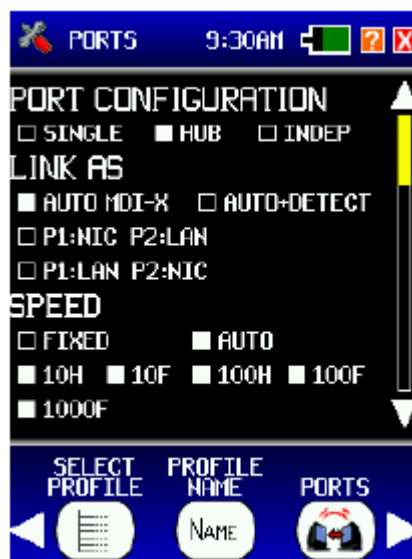 PORTS 9:30AM ? X
PORT CONFIGURATION
SINGLE HUB INDEP
LINK AS
AUTO MDI-X AUTO+DETECT
P1:NIC P2:LAN
P1:LAN P2:NIC
SPEED
FIXED AUTO
10H 10F 100H 100F
1000F
SELECT PROFILE
PROFILE NAME
PORTS
NAME